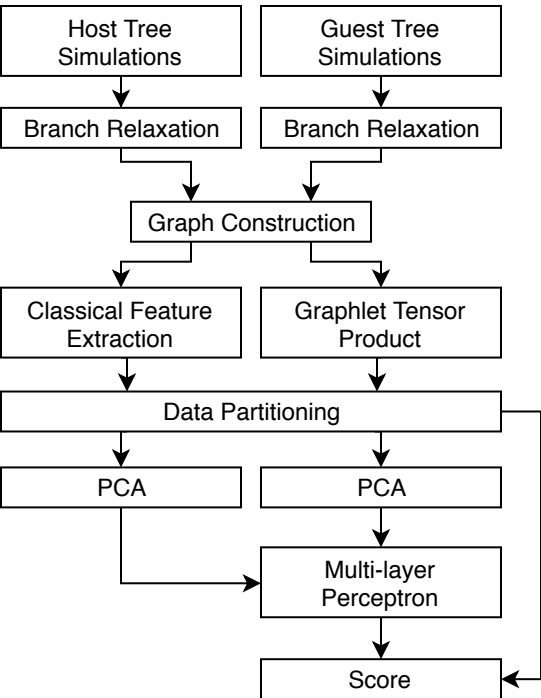 Host Tree
Simulations
Guest Tree
Simulations
Branch Relaxation
Branch Relaxation
Graph Construction
Classical Feature
Extraction
Graphlet Tensor
Product
Data Partitioning
PCA
PCA
Multi-layer
Perceptron
Score